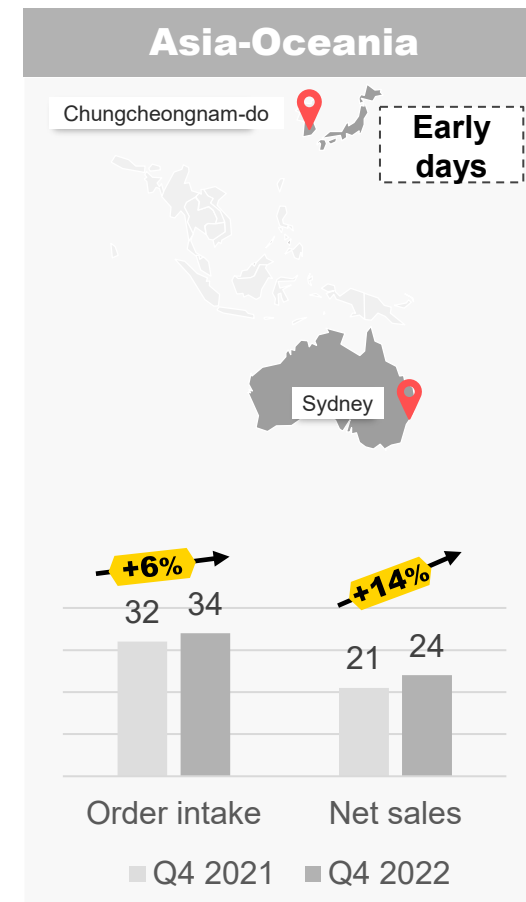 Asia-Oceania
Chungcheongnam-do
Early
days
Sydney
+6%
+14%
32
34
21
24
Order intake
Net sales
Q4 2021
Q4 2022